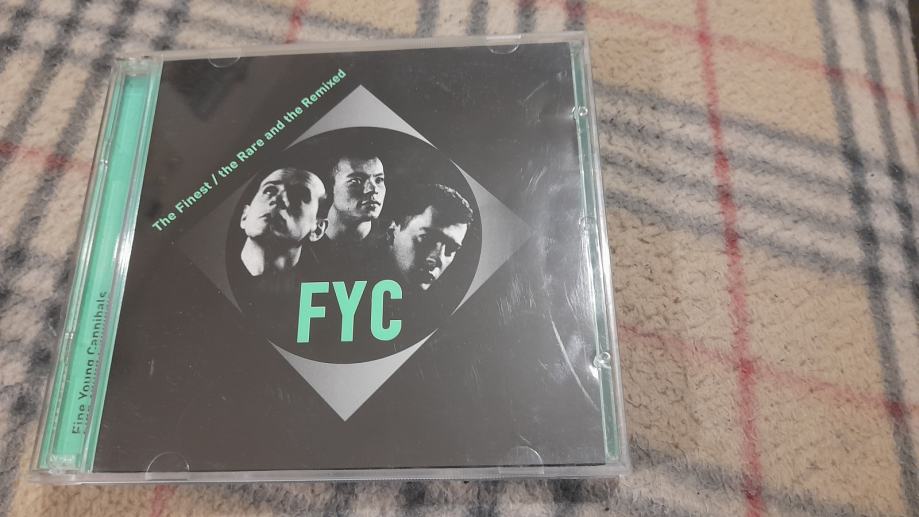 The Finest / the Rare and the Remixed
FYC
Fine Young Cannibals